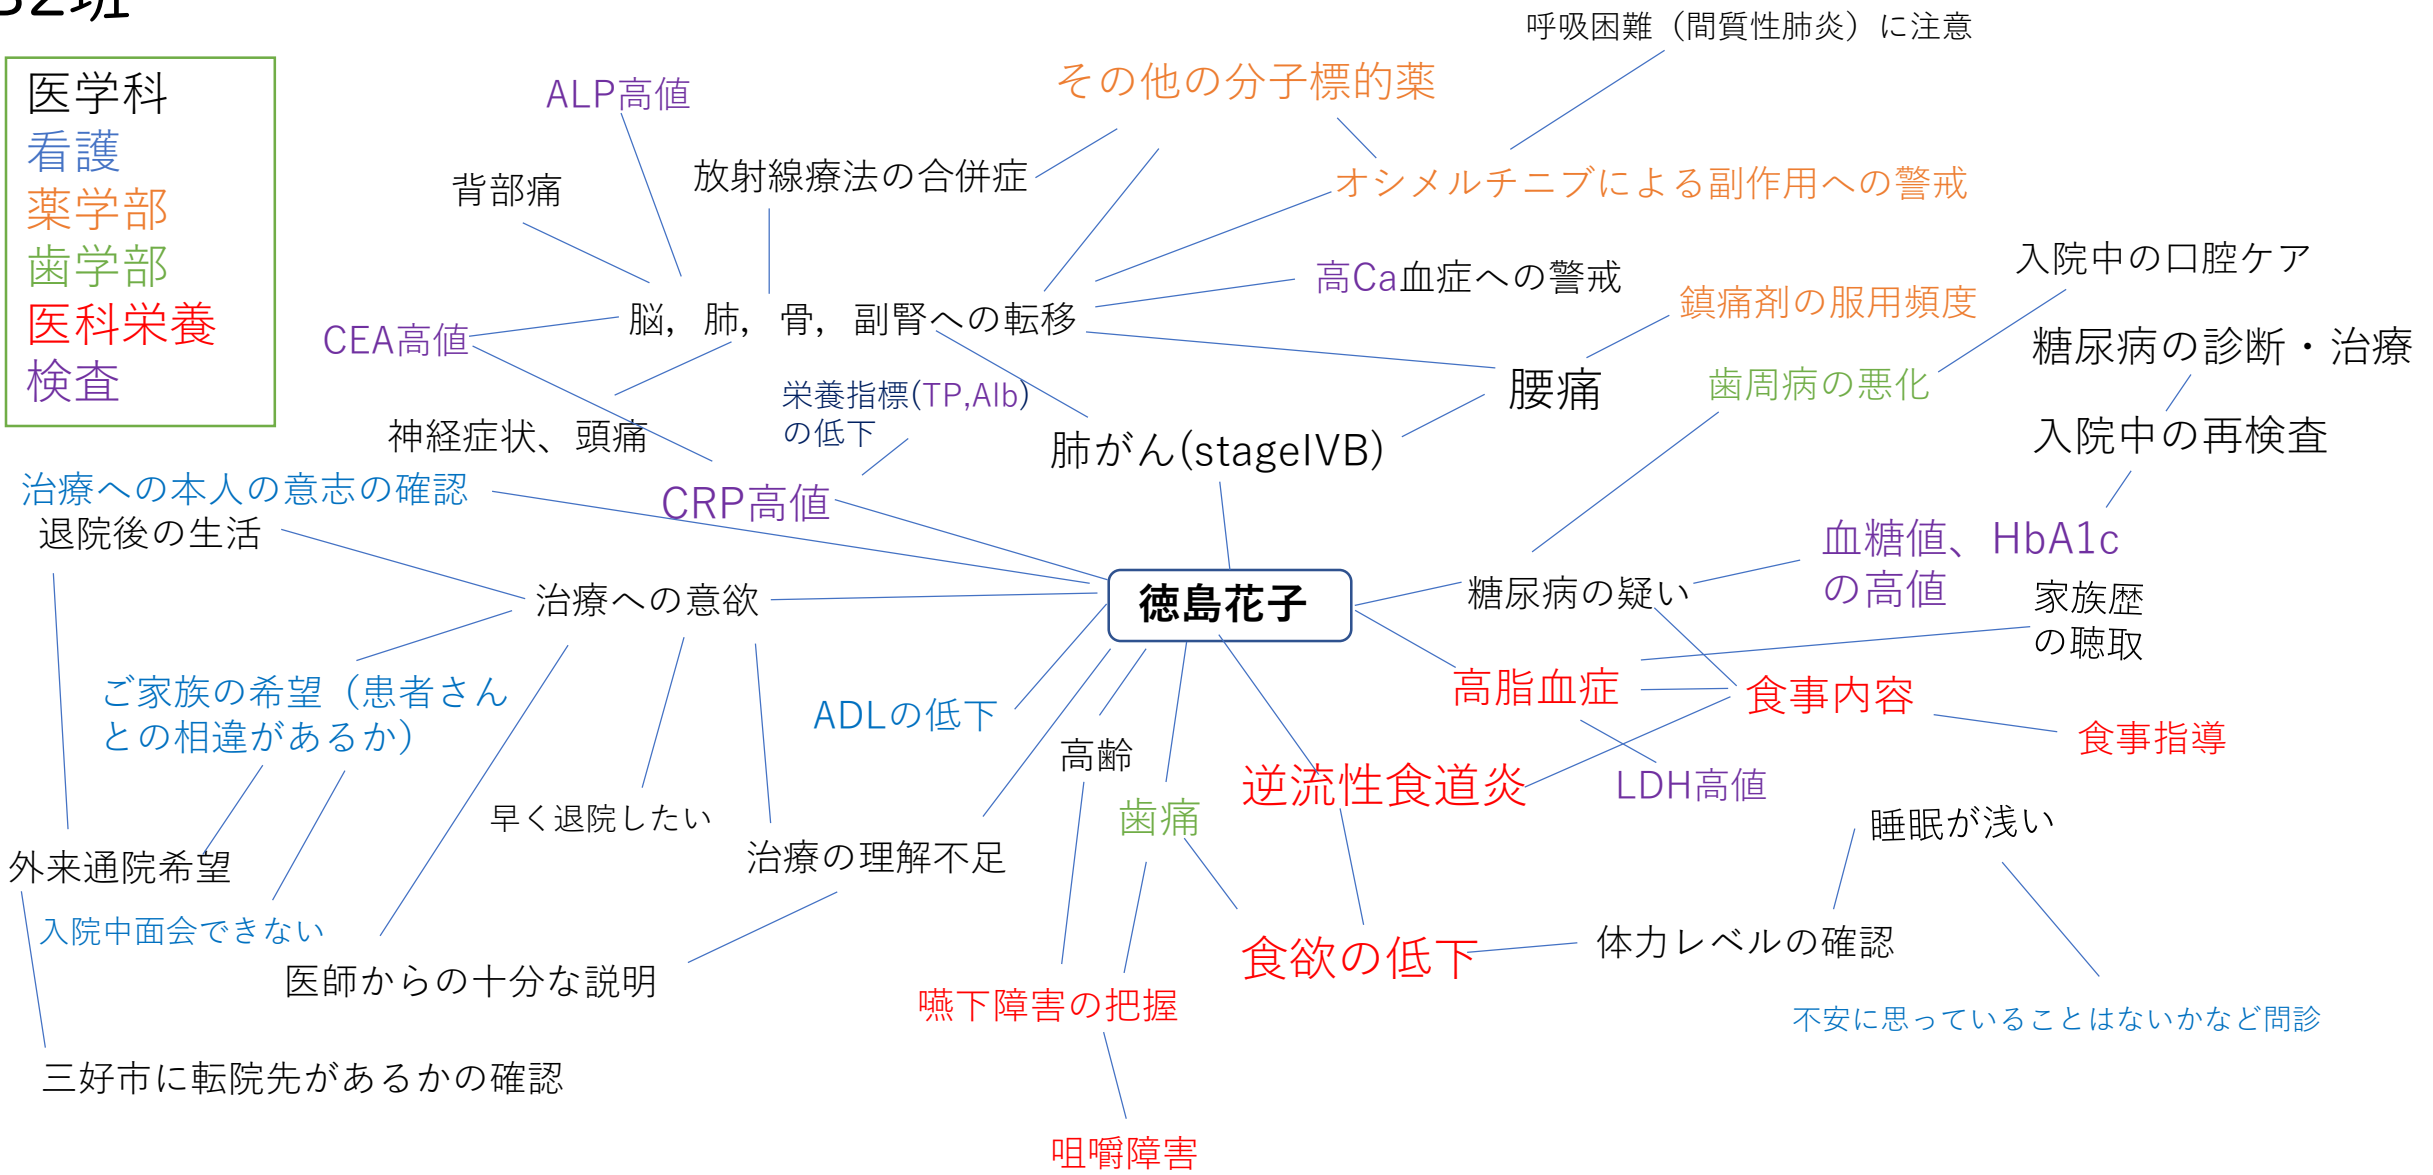 32班
呼吸困難（間質性肺炎）に注意
医学科
看護
薬学部
歯学部
医科栄養
検査
ALP高値
その他の分子標的薬
背部痛
放射線療法の合併症
オシメルチニブによる副作用への警戒
入院中の口腔ケア
高Ca血症への警戒
鎮痛剤の服用頻度
CEA高値
脳，肺，骨，副腎への転移
糖尿病の診断・治療
腰痛
歯周病の悪化
栄養指標(TP,Alb)
の低下
神経症状、頭痛
肺がん(stageIVB)
入院中の再検査
治療への本人の意志の確認
CRP高値
退院後の生活
血糖値、HbA1c
の高値
治療への意欲
徳島花子
糖尿病の疑い
家族歴
の聴取
ご家族の希望（患者さん
との相違があるか）
ADLの低下
高脂血症
食事内容
食事指導
高齢
逆流性食道炎
LDH高値
早く退院したい
歯痛
睡眠が浅い
外来通院希望
治療の理解不足
入院中面会できない
食欲の低下
体力レベルの確認
医師からの十分な説明
嚥下障害の把握
不安に思っていることはないかなど問診
三好市に転院先があるかの確認
咀嚼障害